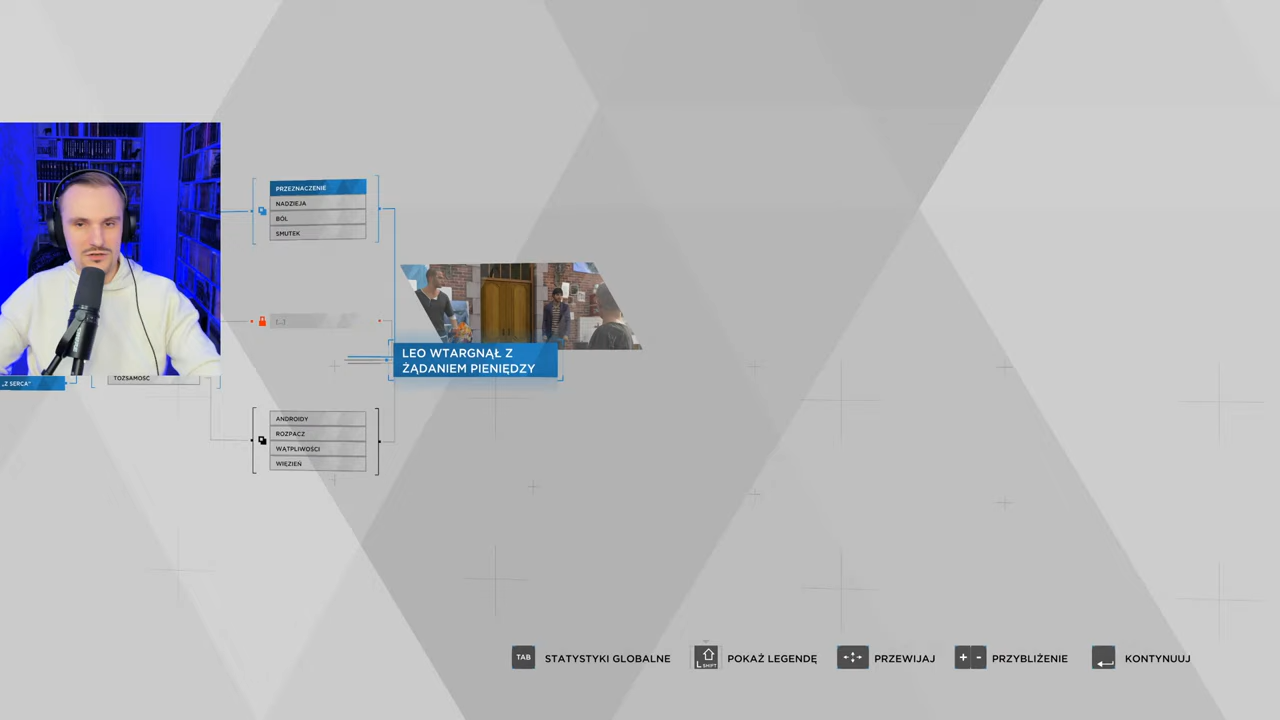 PRZEZNACZENIE
NADZIEJA
BÓL
SMUTEK
(...)
LEO WTARGNĄŁ Z
ŻĄDANIEM PIENIĘDZY
„Z SERCA”
TOŻSAMOŚĆ
ANDROIDY
ROZPACZ
WĄTPLIWOŚCI
WIĘZIEŃ
TAB STATYSTYKI GLOBALNE L SHIFT POKAŻ LEGENDĘ PRZEWIJAJ + - PRZYBLIŻENIE KONTYNUUJ